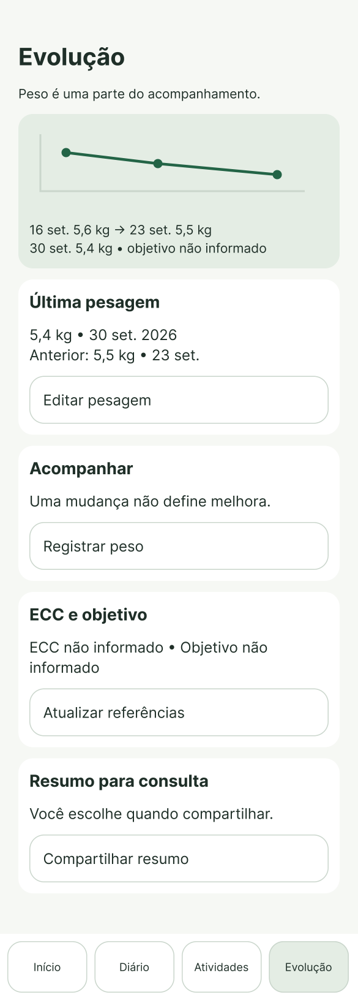 Evolução
Peso é uma parte do acompanhamento.
16 set. 5,6 kg → 23 set. 5,5 kg
30 set. 5,4 kg • objetivo não informado
Última pesagem
5,4 kg • 30 set. 2026
Anterior: 5,5 kg • 23 set.
Editar pesagem
Acompanhar
Uma mudança não define melhora.
Registrar peso
ECC e objetivo
ECC não informado • Objetivo não
informado
Atualizar referências
Resumo para consulta
Você escolhe quando compartilhar.
Compartilhar resumo
Início
Diário
Atividades
Evolução